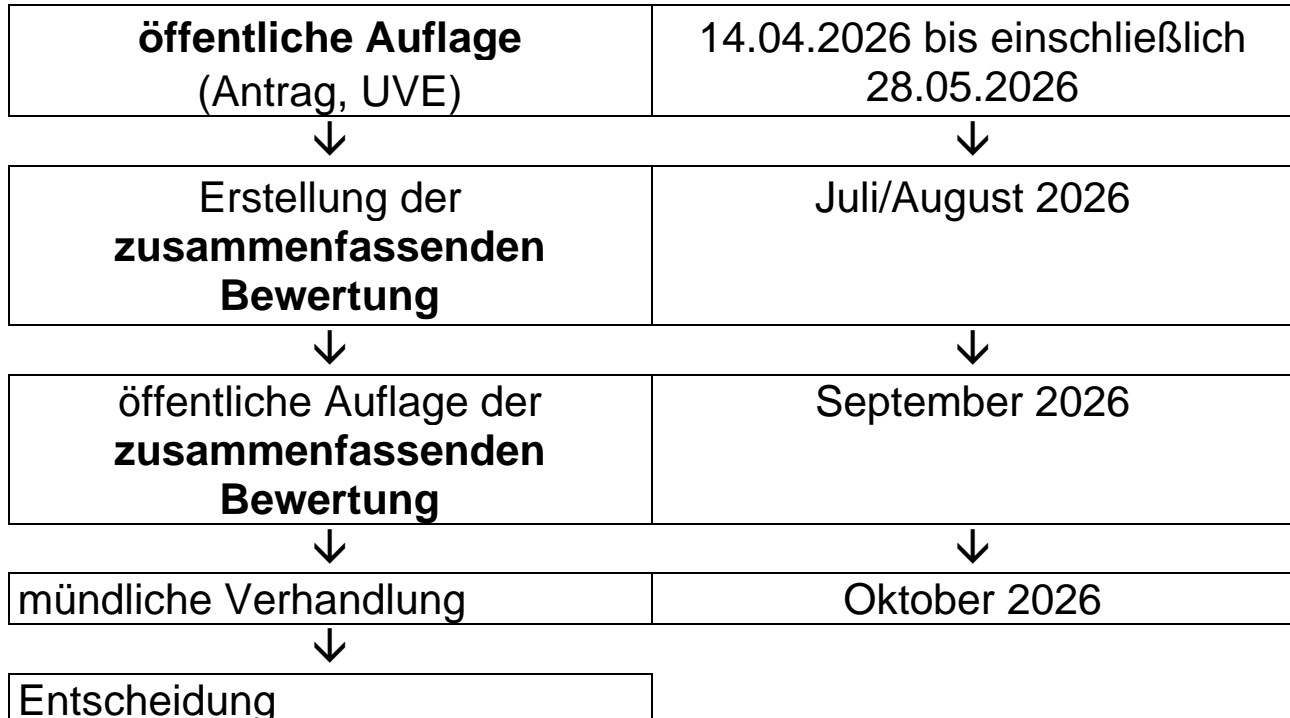 öffentliche Auflage
(Antrag, UVE)
14.04.2026 bis einschließlich
28.05.2026
↓ ↓
Erstellung der
zusammenfassenden
Bewertung
Juli/August 2026
↓ ↓
öffentliche Auflage der
zusammenfassenden
Bewertung
September 2026
↓ ↓
mündliche Verhandlung
Oktober 2026
↓
Entscheidung